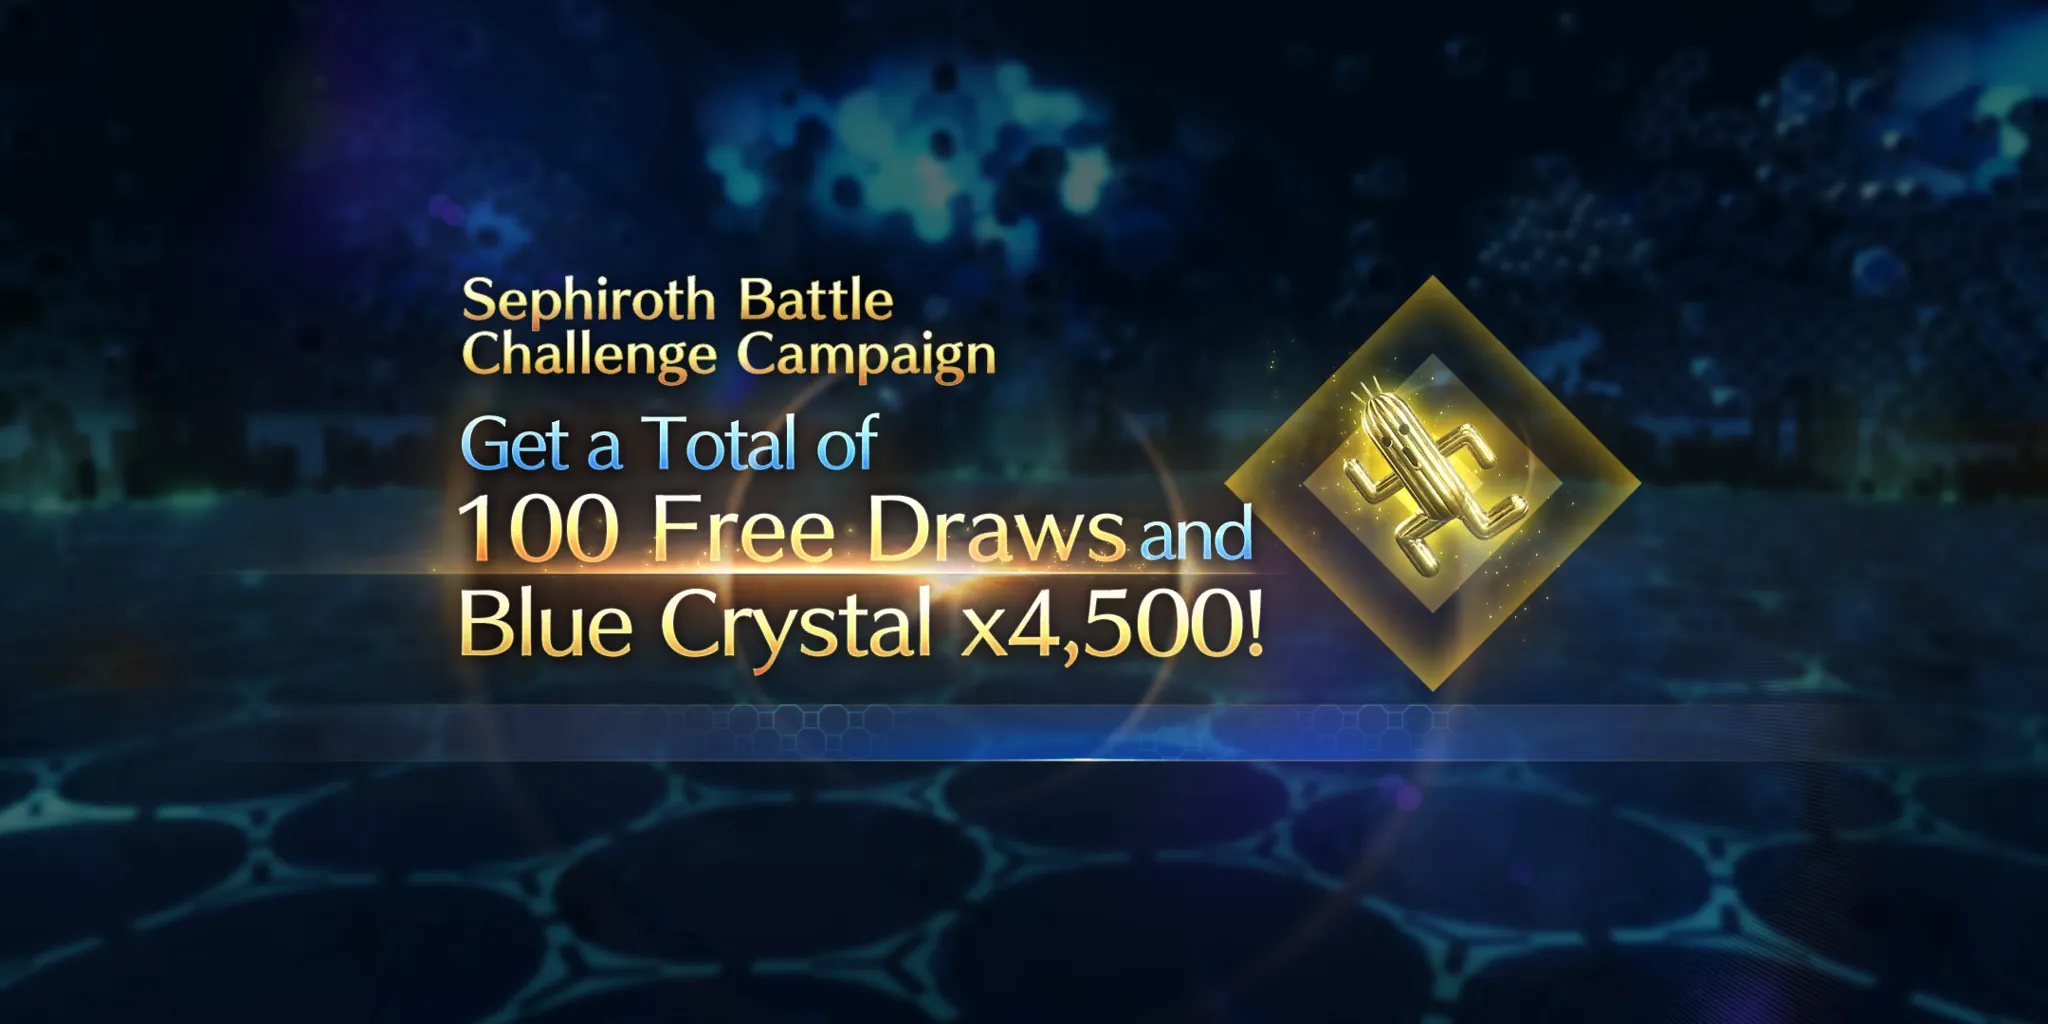 Sephiroth Battle
Challenge Campaign
Get a Total of
100 Free Draws and
Blue Crystal x4,500!